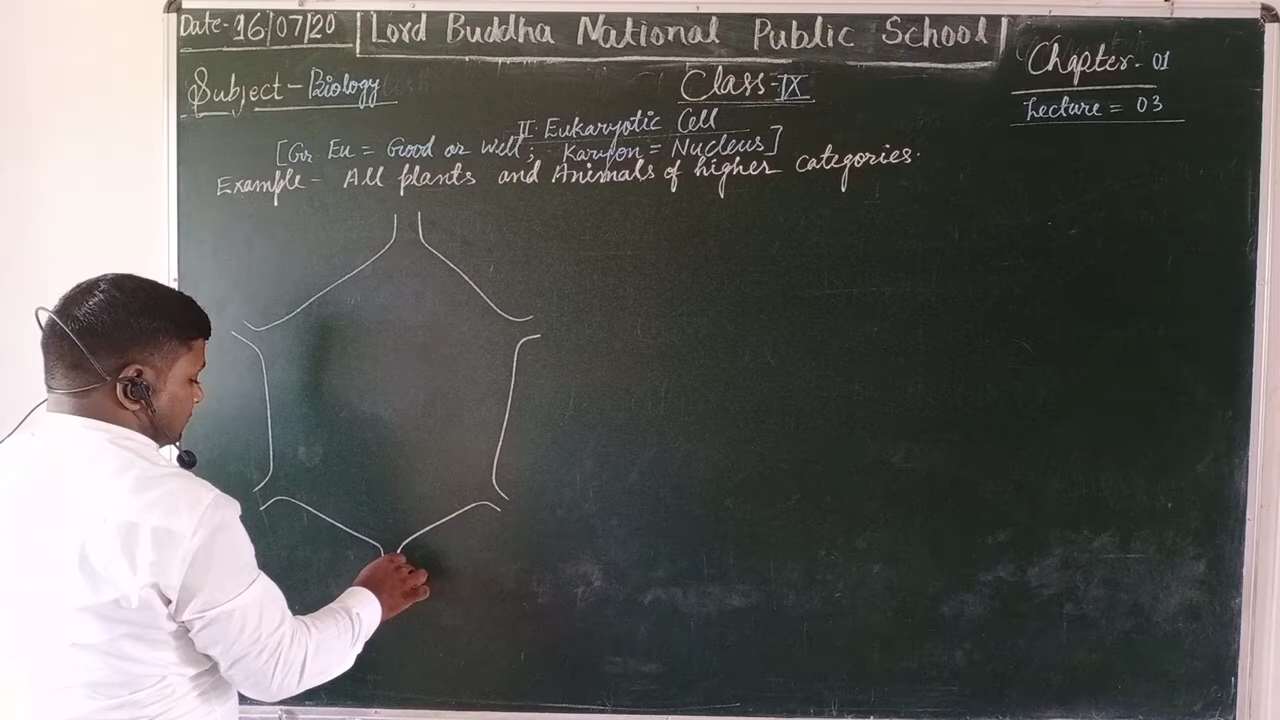 Date- 16/07/20
Lord Buddha National Public School
Chapter- 01
Subject - Biology
Class-IX
Lecture = 03
II. Eukaryotic Cell
[Gr. Eu = Good or well; Karyon = Nucleus]
Example - All plants and Animals of higher categories.